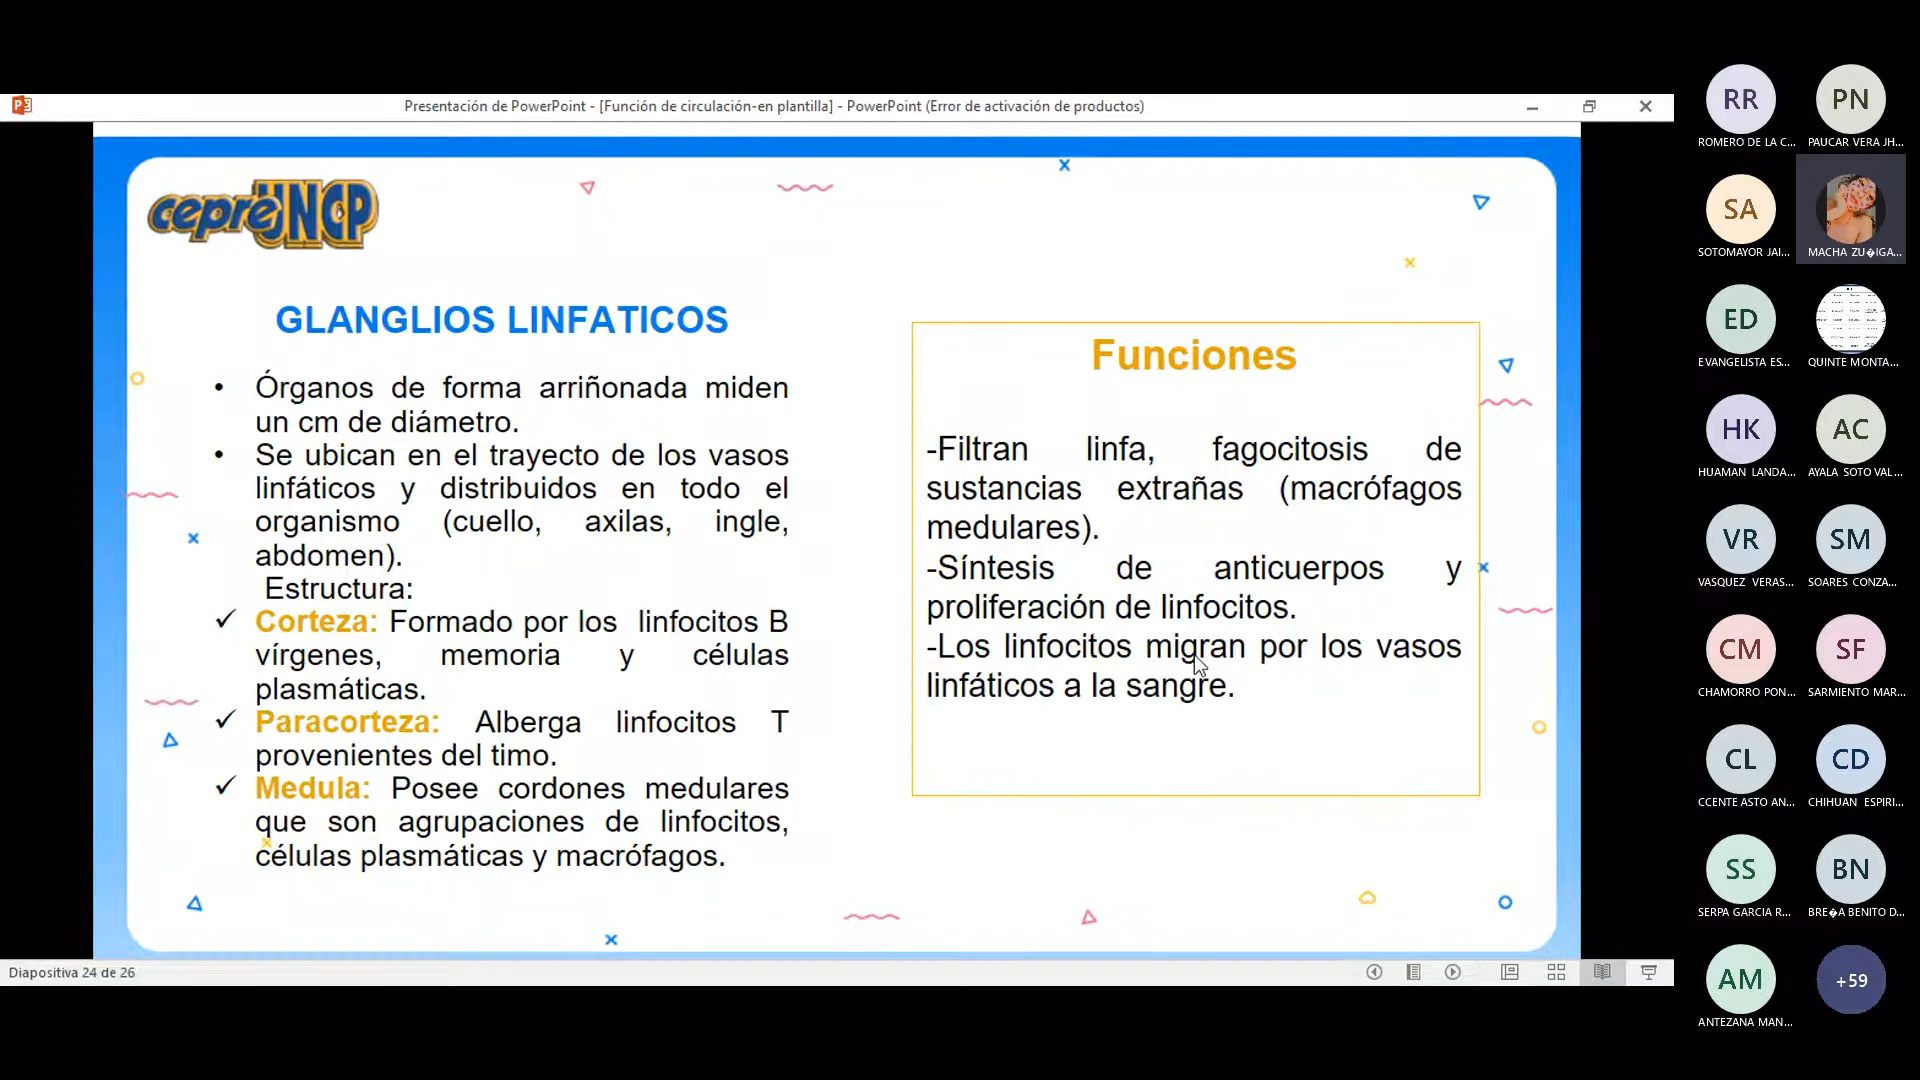 Presentación de PowerPoint - [Función de circulación-en plantilla] - PowerPoint (Error de activación de productos)
cepre UNCP
GLANGLIOS LINFATICOS
• Órganos de forma arriñonada miden
un cm de diámetro.
• Se ubican en el trayecto de los vasos
linfáticos y distribuidos en todo el
organismo (cuello, axilas, ingle,
abdomen).
Estructura:
✓ Corteza: Formado por los linfocitos B
vírgenes, memoria y células
plasmáticas.
✓ Paracorteza: Alberga linfocitos T
provenientes del timo.
✓ Medula: Posee cordones medulares
que son agrupaciones de linfocitos,
células plasmáticas y macrófagos.
Funciones
-Filtran linfa, fagocitosis de
sustancias extrañas (macrófagos
medulares).
-Síntesis de anticuerpos y
proliferación de linfocitos.
-Los linfocitos migran por los vasos
linfáticos a la sangre.
Diapositiva 24 de 26
RR
ROMERO DE LA C...
PN
PAUCAR VERA JH...
SA
SOTOMAYOR JAI...
MACHA ZU�IGA...
ED
EVANGELISTA ES...
QUINTE MONTA...
HK
HUAMAN LANDA...
AC
AYALA SOTO VAL...
VR
VASQUEZ VERAS...
SM
SOARES CONZA...
CM
CHAMORRO PON...
SF
SARMIENTO MAR...
CL
CCENTE ASTO AN...
CD
CHIHUAN ESPIRI...
SS
SERPA GARCIA R...
BN
BRE�A BENITO D...
AM
ANTEZANA MAN...
+59